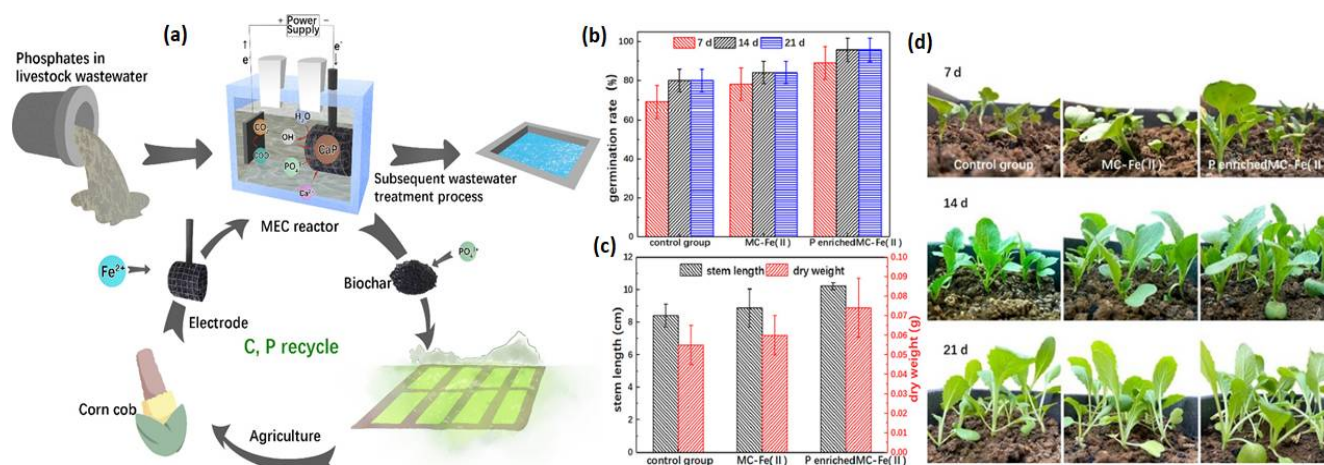 (a)
Phosphates in
livestock wastewater
+ Power −
Supply
e⁻
e⁻
H₂O
CO
OH
CaP
COD
PO₄
Ca²
MEC reactor
Subsequent wastewater
treatment process
Fe²⁺
Electrode
Biochar
C, P recycle
Corn cob
Agriculture
(b)
7 d 14 d 21 d
germination rate (%)
100
80
60
40
20
0
control group MC-Fe(II) P enrichedMC-Fe(II)
(c)
stem length dry weight
stem length (cm)
12
10
8
6
4
2
0
dry weight (g)
0.10
0.09
0.08
0.07
0.06
0.05
0.04
0.03
0.02
0.01
0.00
control group MC-Fe(II) P enrichedMC-Fe(II)
(d)
7 d
Control group MC-Fe(II) P enrichedMC-Fe(II
14 d
21 d